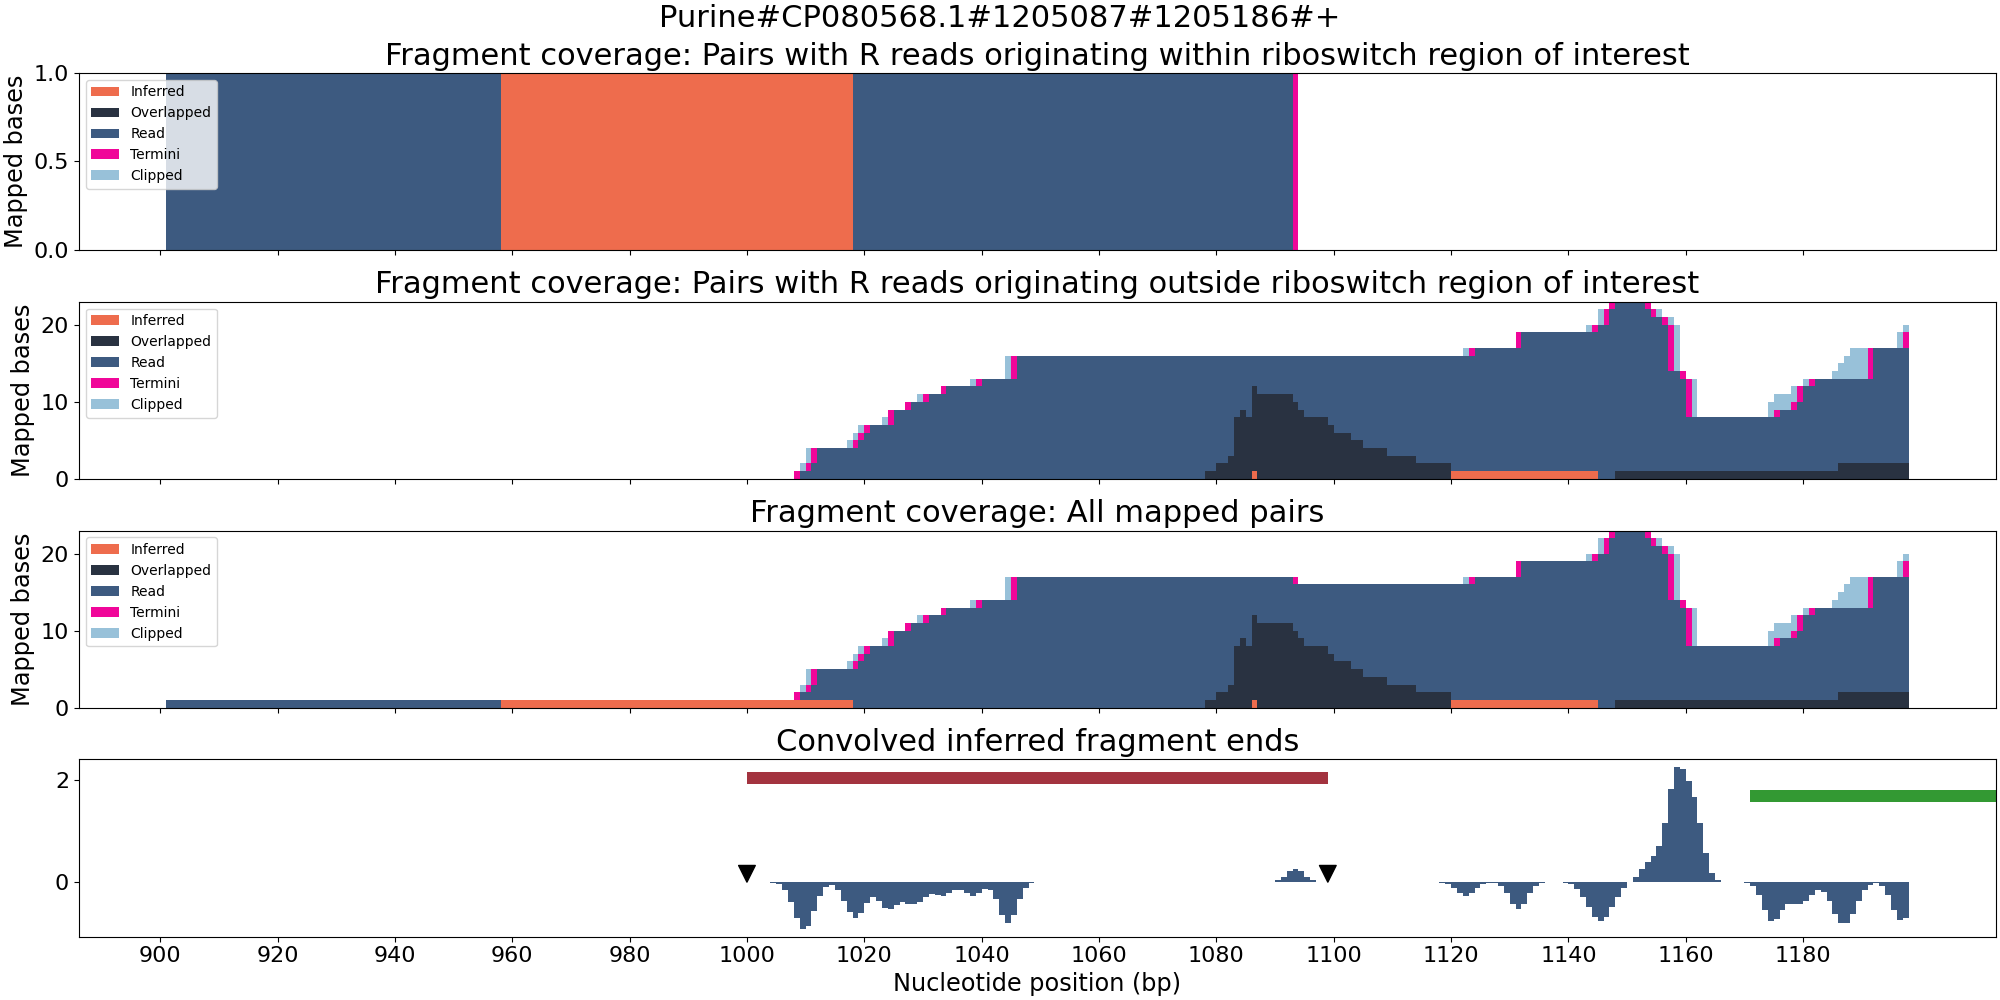 Purine#CP080568.1#1205087#1205186#+
Fragment coverage: Pairs with R reads originating within riboswitch region of interest
Mapped bases
1.0
0.5
0.0
Inferred
Overlapped
Read
Termini
Clipped
Fragment coverage: Pairs with R reads originating outside riboswitch region of interest
Mapped bases
20
10
0
Inferred
Overlapped
Read
Termini
Clipped
Fragment coverage: All mapped pairs
Mapped bases
20
10
0
Inferred
Overlapped
Read
Termini
Clipped
Convolved inferred fragment ends
2
0
900 920 940 960 980 1000 1020 1040 1060 1080 1100 1120 1140 1160 1180
Nucleotide position (bp)